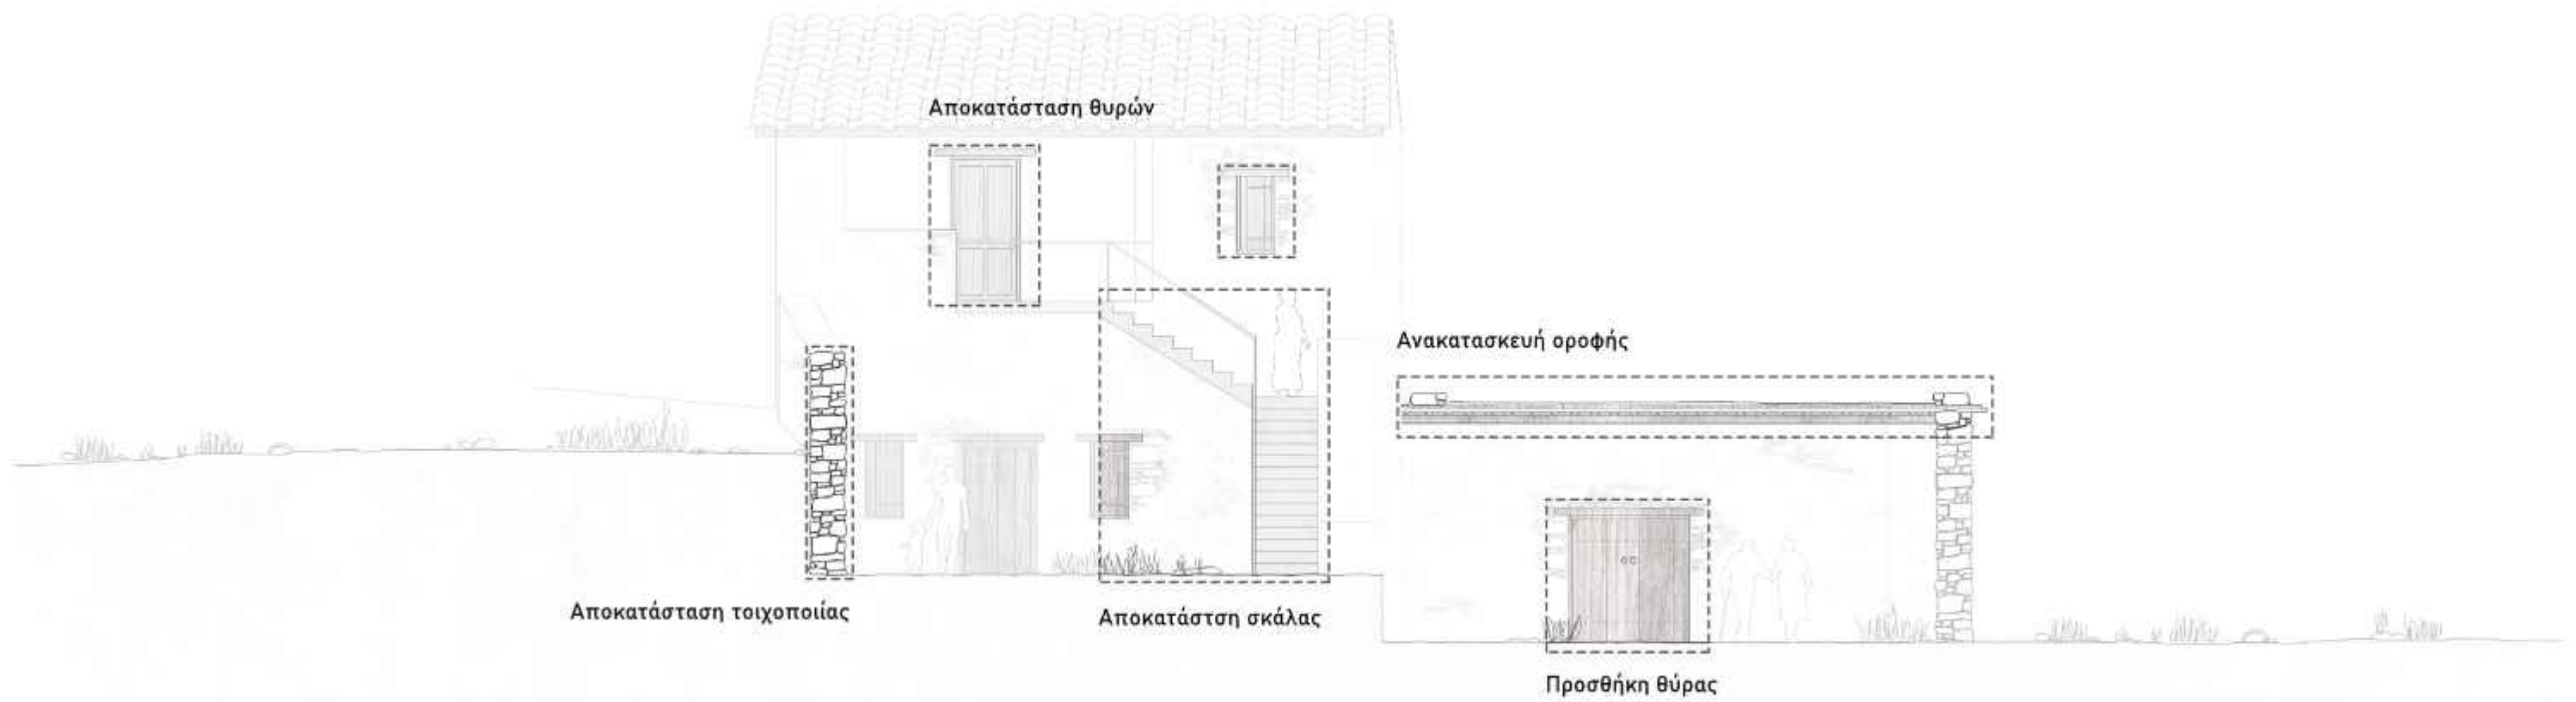 Αποκατάσταση θυρών
Ανακατασκευή οροφής
Αποκατάσταση τοιχοποιίας
Αποκατάστση σκάλας
Προσθήκη θύρας